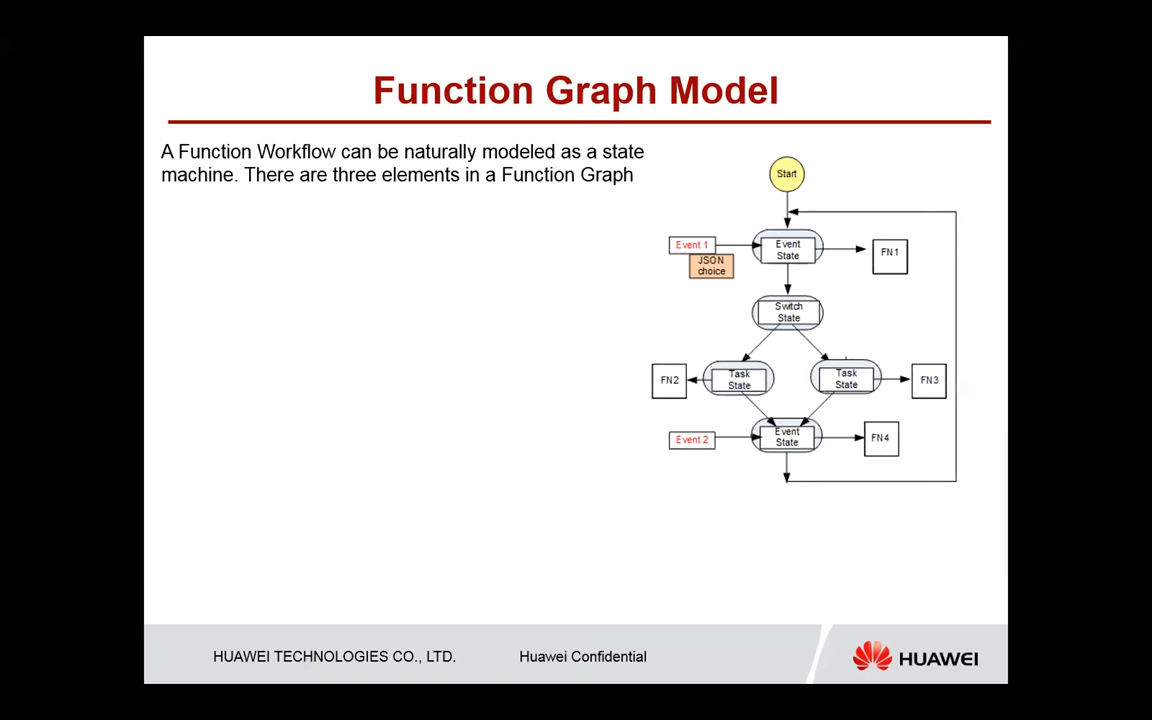 Function Graph Model
A Function Workflow can be naturally modeled as a state
machine. There are three elements in a Function Graph
Start
Event 1
JSON
choice
Event
State
FN1
Switch
State
FN2
Task
State
Task
State
FN3
Event 2
Event
State
FN4
HUAWEI TECHNOLOGIES CO., LTD.
Huawei Confidential
HUAWEI